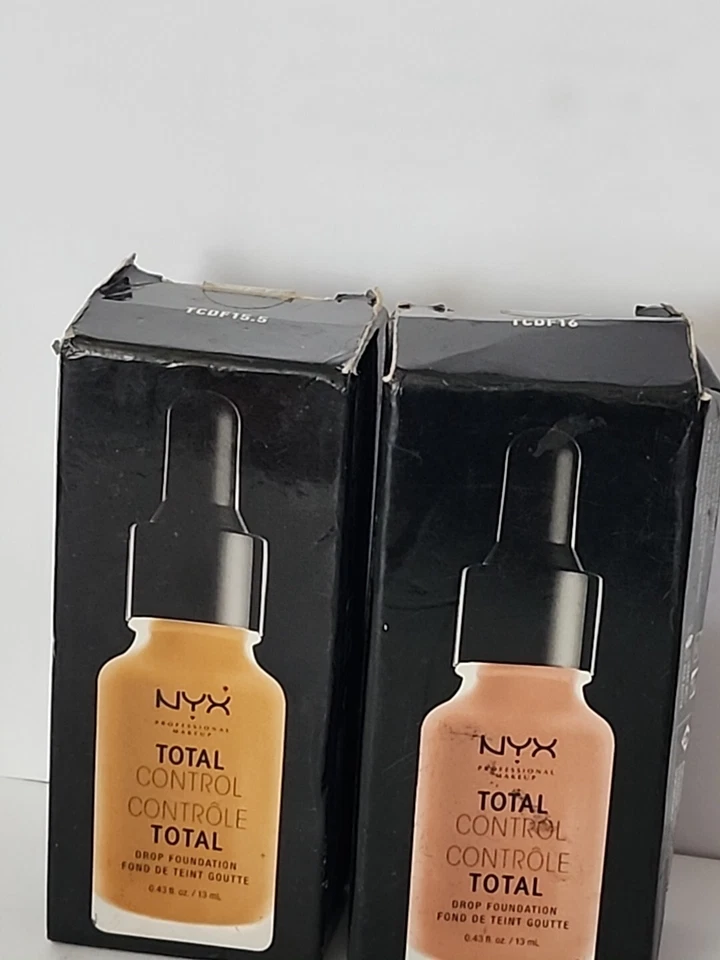 TCDF15.5
NYX
PROFESSIONAL
MAKEUP
TOTAL
CONTROL
CONTRÔLE
TOTAL
DROP FOUNDATION
FOND DE TEINT GOUTTE
0.43 fl. oz. / 13 mL
TCDF16
NYX
PROFESSIONAL
MAKEUP
TOTAL
CONTROL
CONTRÔLE
TOTAL
DROP FOUNDATION
FOND DE TEINT GOUTTE
0.43 fl. oz. / 13 mL